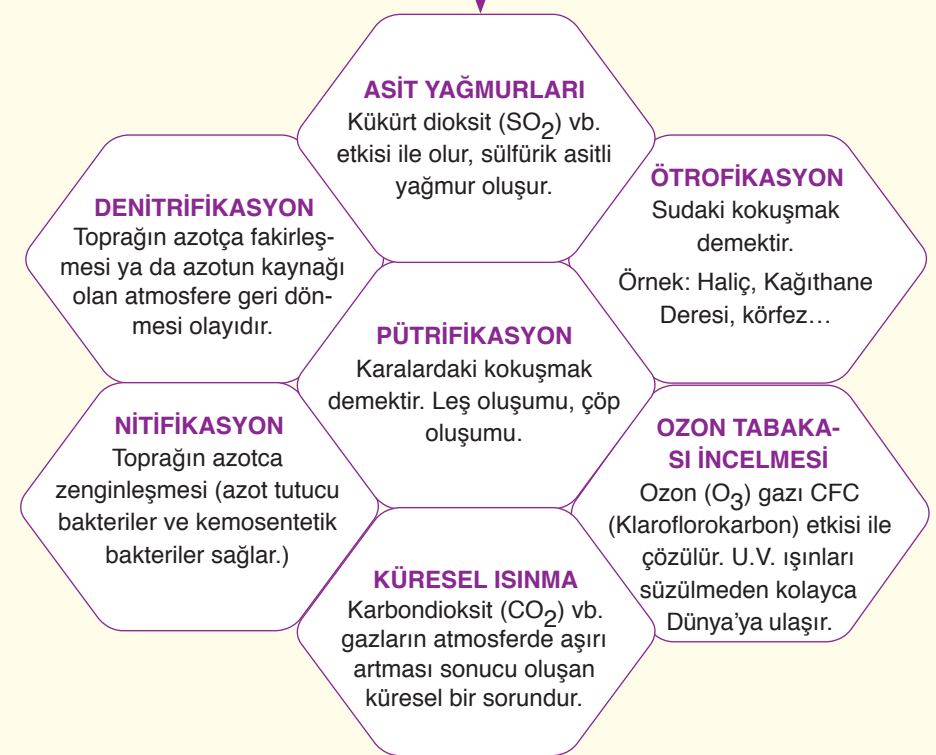 ASİT YAĞMURLARI
Kükürt dioksit (SO2) vb.
etkisi ile olur, sülfürik asitli
yağmur oluşur.
DENİTRİFİKASYON
Toprağın azotça fakirleş-
mesi ya da azotun kaynağı
olan atmosfere geri dön-
mesi olayıdır.
ÖTROFİKASYON
Sudaki kokuşmak
demektir.
Örnek: Haliç, Kağıthane
Deresi, körfez…
PÜTRİFİKASYON
Karalardaki kokuşmak
demektir. Leş oluşumu, çöp
oluşumu.
NİTİFİKASYON
Toprağın azotca
zenginleşmesi (azot tutucu
bakteriler ve kemosentetik
bakteriler sağlar.)
OZON TABAKA-
SI İNCELMESİ
Ozon (O3) gazı CFC
(Klaroflorokarbon) etkisi ile
çözülür. U.V. ışınları
süzülmeden kolayca
Dünya'ya ulaşır.
KÜRESEL ISINMA
Karbondioksit (CO2) vb.
gazların atmosferde aşırı
artması sonucu oluşan
küresel bir sorundur.